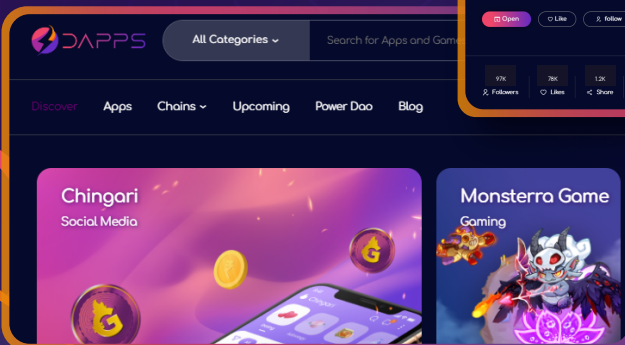 DAPPS
All Categories
Search for Apps and Game
Open
Like
follow
97K
78K
1.2K
Followers
Likes
Share
Discover
Apps
Chains
Upcoming
Power Dao
Blog
Chingari
Social Media
Monsterra Game
Gaming
Chingari